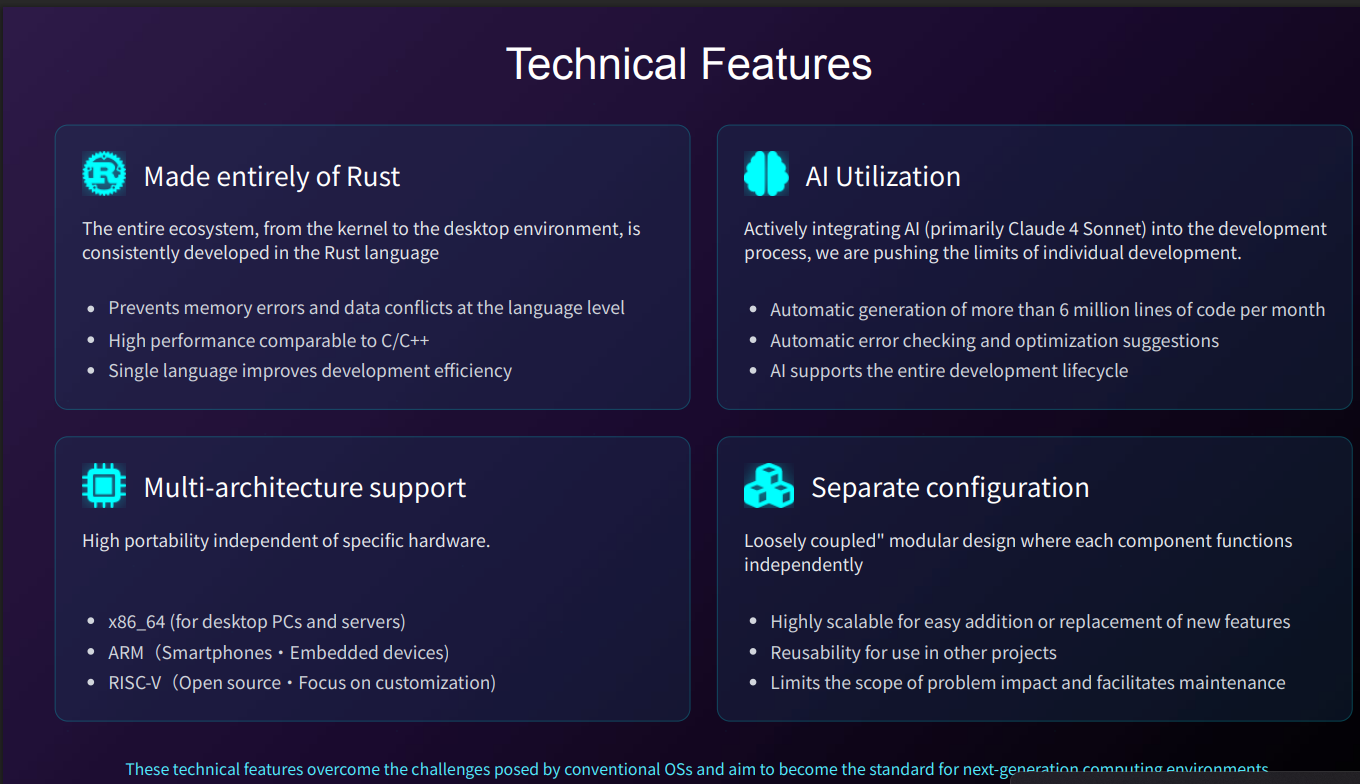 Technical Features
Made entirely of Rust
The entire ecosystem, from the kernel to the desktop environment, is
consistently developed in the Rust language
• Prevents memory errors and data conflicts at the language level
• High performance comparable to C/C++
• Single language improves development efficiency
AI Utilization
Actively integrating AI (primarily Claude 4 Sonnet) into the development
process, we are pushing the limits of individual development.
• Automatic generation of more than 6 million lines of code per month
• Automatic error checking and optimization suggestions
• AI supports the entire development lifecycle
Multi-architecture support
High portability independent of specific hardware.
• x86_64 (for desktop PCs and servers)
• ARM（Smartphones・Embedded devices)
• RISC-V（Open source・Focus on customization)
Separate configuration
Loosely coupled" modular design where each component functions
independently
• Highly scalable for easy addition or replacement of new features
• Reusability for use in other projects
• Limits the scope of problem impact and facilitates maintenance
These technical features overcome the challenges posed by conventional OSs and aim to become the standard for next-generation computing environments